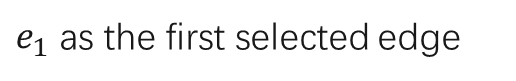 e₁ as the first selected edge